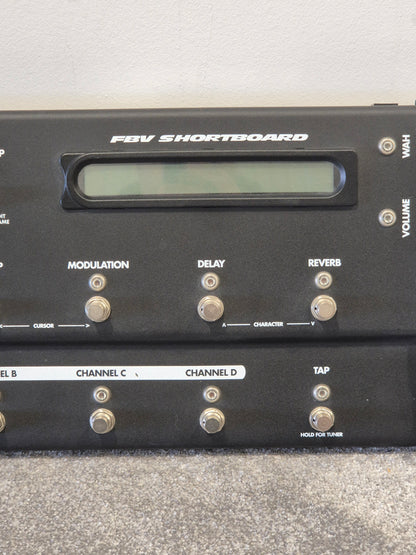 FBV SHORTBOARD
WAH
VOLUME
MODULATION DELAY REVERB
< CURSOR > ∧ CHARACTER ∨
CHANNEL C CHANNEL D TAP
HOLD FOR TUNER